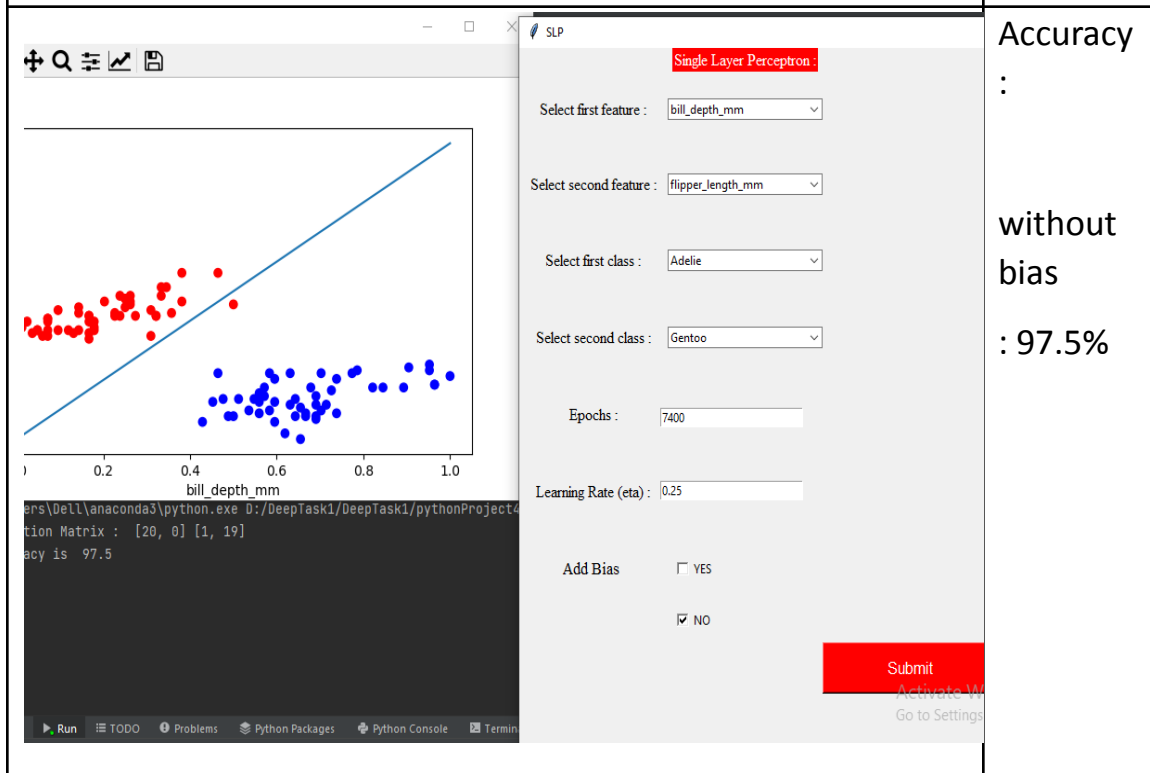 SLP
Single Layer Perceptron :
Select first feature :
bill_depth_mm
Select second feature :
flipper_length_mm
Select first class :
Adelie
Select second class :
Gentoo
Epochs :
7400
Learning Rate (eta) :
0.25
Add Bias
YES
NO
Submit
Activate W
Go to Settings
0.2 0.4 0.6 0.8 1.0
bill_depth_mm
ers\Dell\anaconda3\python.exe D:/DeepTask1/DeepTask1/pythonProject4
tion Matrix : [20, 0] [1, 19]
acy is 97.5
Run TODO Problems Python Packages Python Console Termin
Accuracy
:
without
bias
: 97.5%